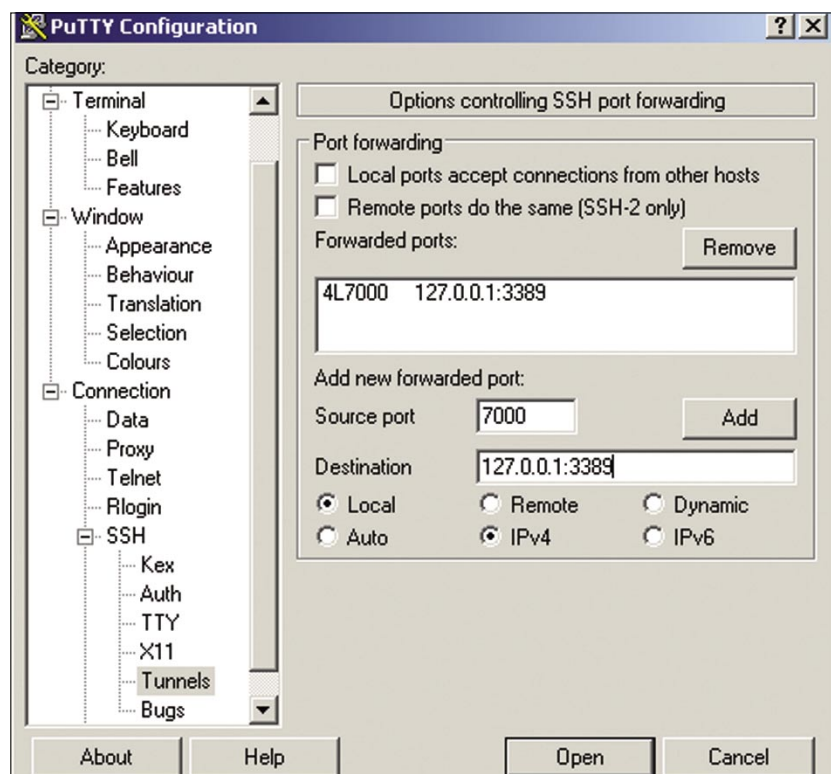 PuTTY Configuration
Category:
Terminal
Keyboard
Bell
Features
Window
Appearance
Behaviour
Translation
Selection
Colours
Connection
Data
Proxy
Telnet
Rlogin
SSH
Kex
Auth
TTY
X11
Tunnels
Bugs
Options controlling SSH port forwarding
Port forwarding
Local ports accept connections from other hosts
Remote ports do the same (SSH-2 only)
Forwarded ports:
Remove
4L7000 127.0.0.1:3389
Add new forwarded port:
Source port 7000 Add
Destination 127.0.0.1:3389
Local Remote Dynamic
Auto IPv4 IPv6
About Help Open Cancel